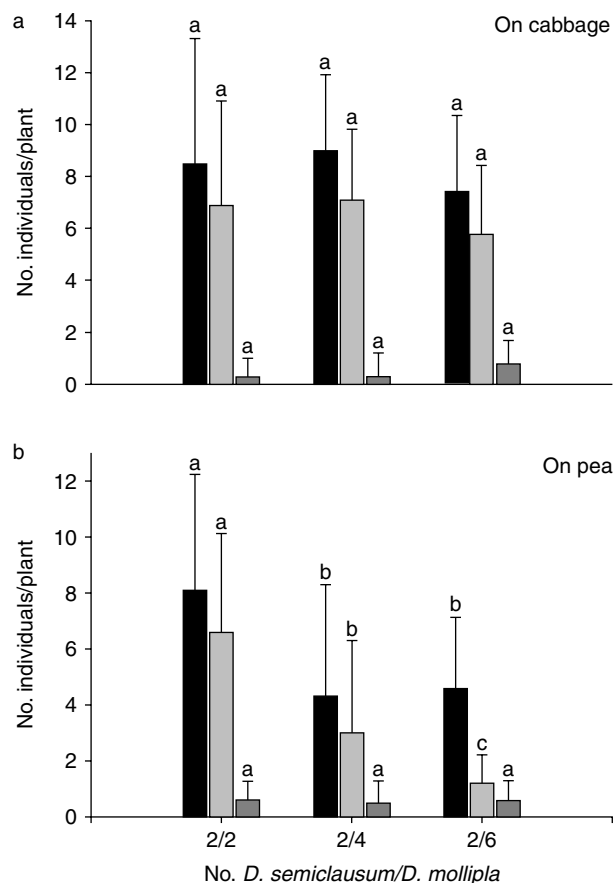 a
On cabbage
No. individuals/plant
14
12
10
8
6
4
2
0
a
a
a
a
a
a
a
a
a
b
On pea
No. individuals/plant
12
10
8
6
4
2
0
a
a
a
b
b
a
b
c
a
2/2 2/4 2/6
No. D. semiclausum/D. mollipla